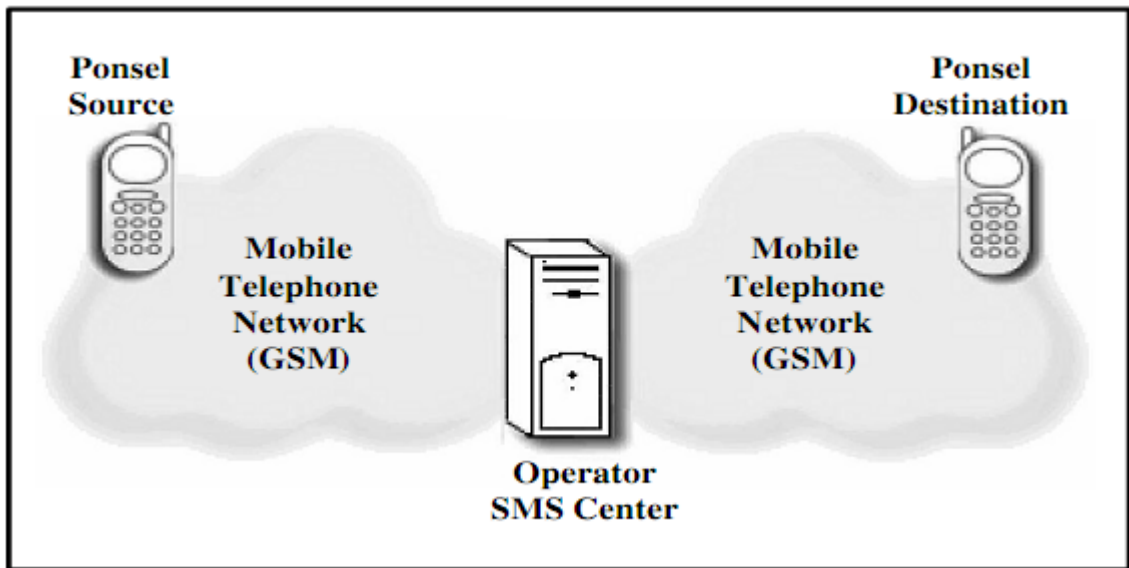 Ponsel
Source
Ponsel
Destination
Mobile
Telephone
Network
(GSM)
Mobile
Telephone
Network
(GSM)
Operator
SMS Center